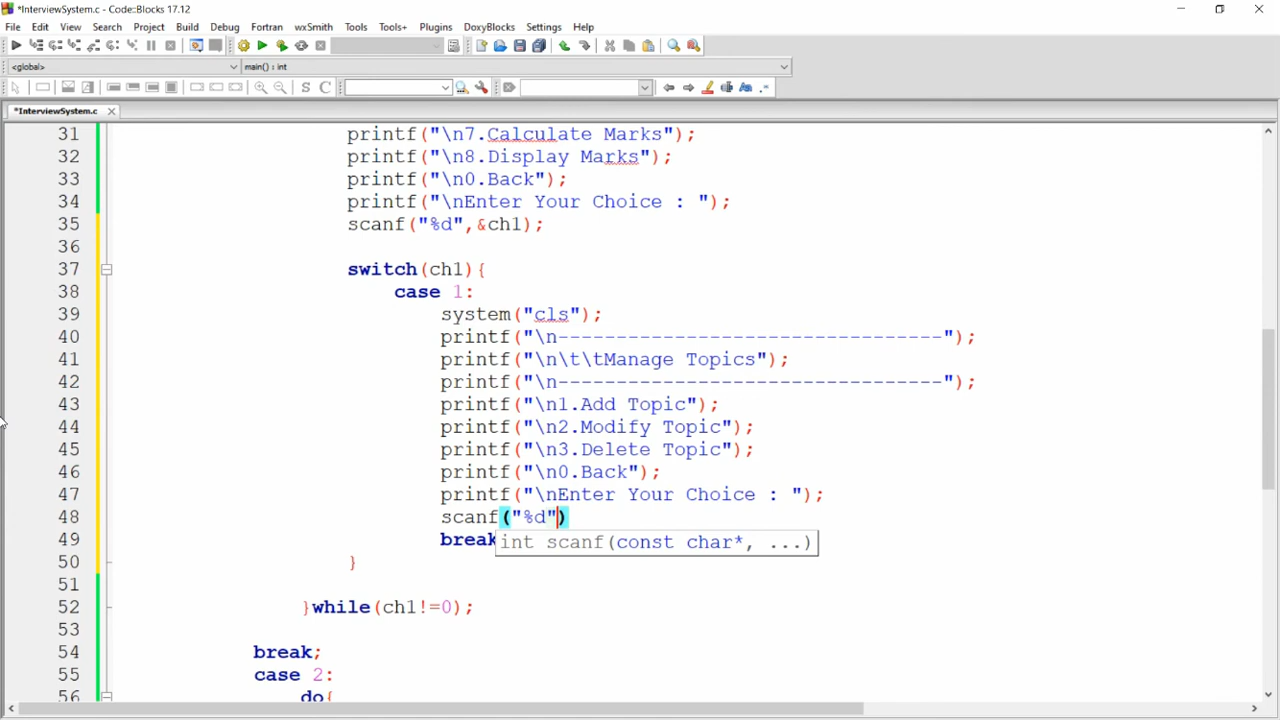 *InterviewSystem.c - Code::Blocks 17.12
File Edit View Search Project Build Debug Fortran wxSmith Tools Tools+ Plugins DoxyBlocks Settings Help
<global> main() : int
S C
*InterviewSystem.c
31 printf("\n7.Calculate Marks");
32 printf("\n8.Display Marks");
33 printf("\n0.Back");
34 printf("\nEnter Your Choice : ");
35 scanf("%d",&ch1);
36
37 switch(ch1){
38 case 1:
39 system("cls");
40 printf("\n---------------------------------");
41 printf("\n\t\tManage Topics");
42 printf("\n---------------------------------");
43 printf("\n1.Add Topic");
44 printf("\n2.Modify Topic");
45 printf("\n3.Delete Topic");
46 printf("\n0.Back");
47 printf("\nEnter Your Choice : ");
48 scanf("%d")
49 break int scanf(const char*, ...)
50 }
51
52 }while(ch1!=0);
53
54 break;
55 case 2:
56 do{